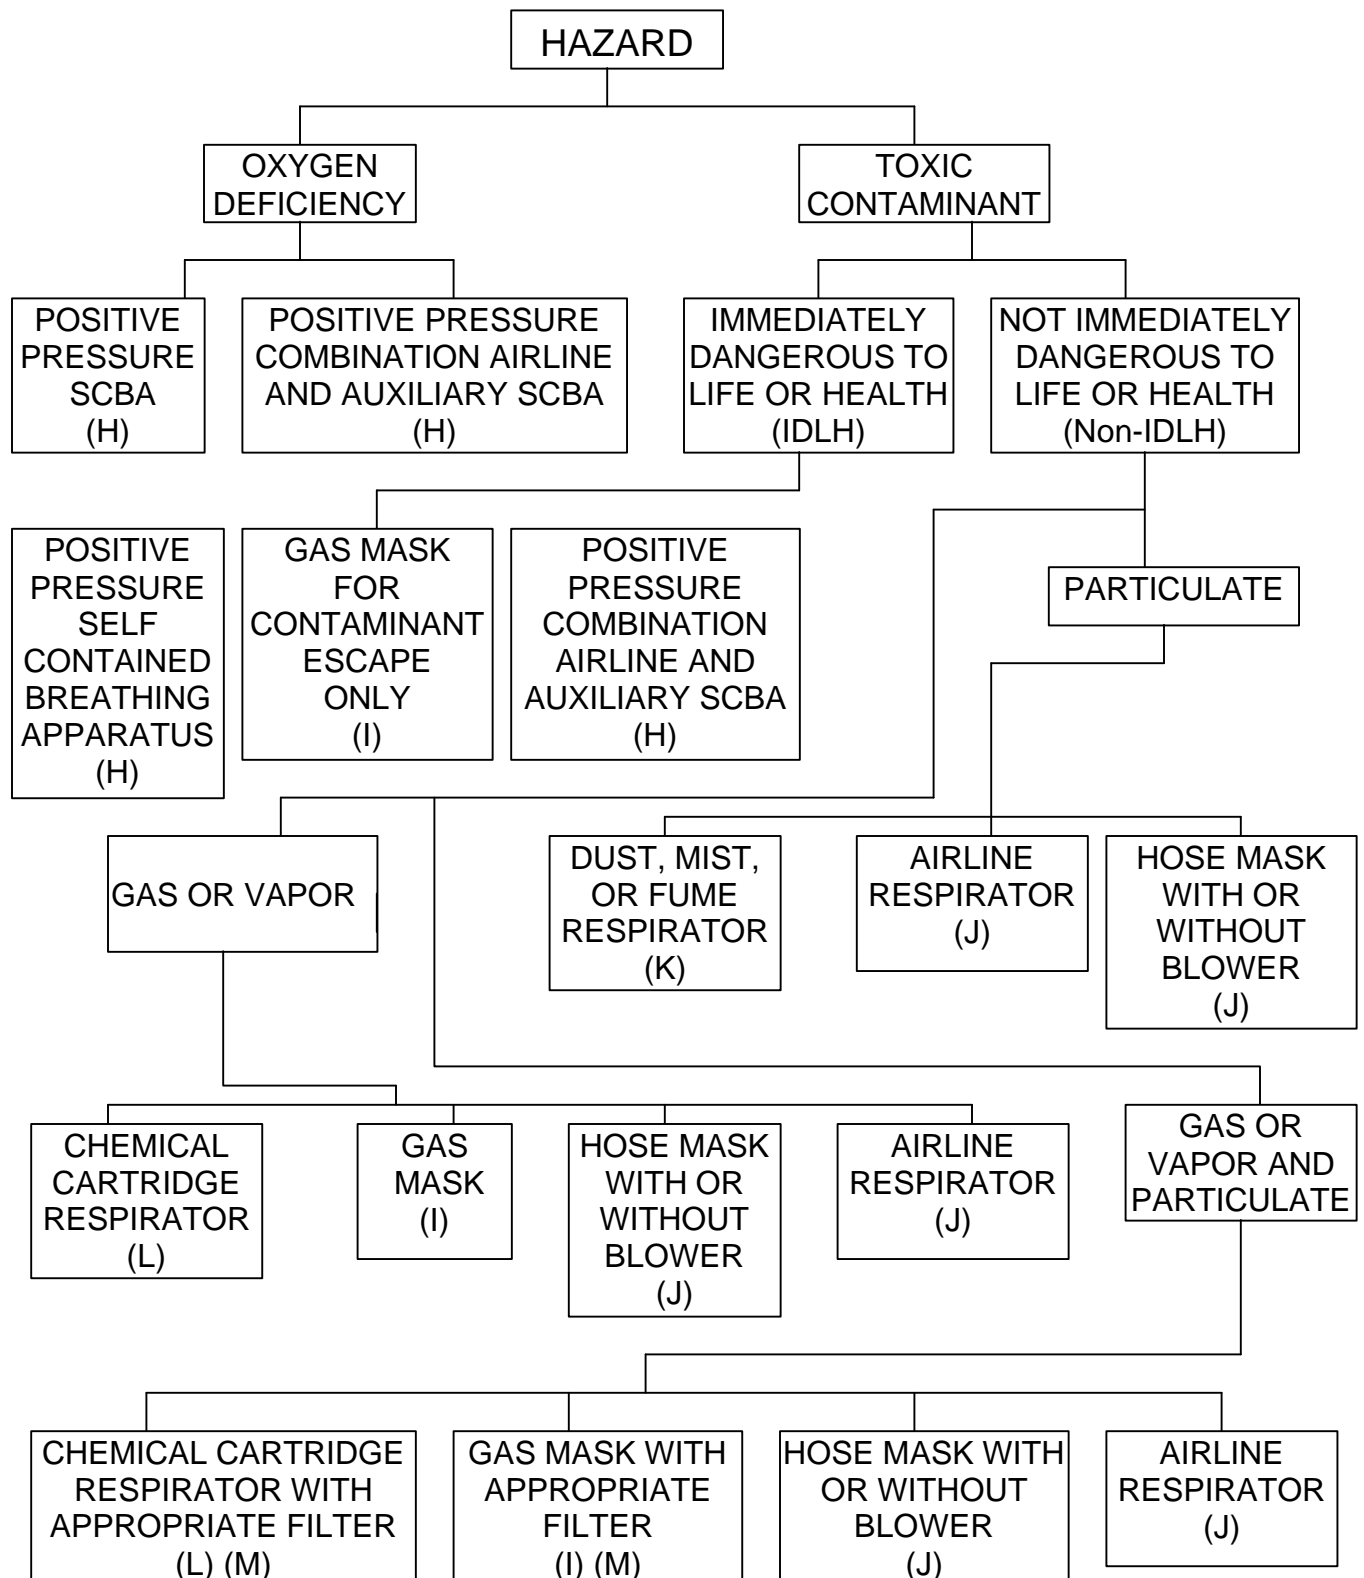 HAZARD
OXYGEN
DEFICIENCY
TOXIC
CONTAMINANT
POSITIVE
PRESSURE
SCBA
(H)
POSITIVE PRESSURE
COMBINATION AIRLINE
AND AUXILIARY SCBA
(H)
IMMEDIATELY
DANGEROUS TO
LIFE OR HEALTH
(IDLH)
NOT IMMEDIATELY
DANGEROUS TO
LIFE OR HEALTH
(Non-IDLH)
POSITIVE
PRESSURE
SELF
CONTAINED
BREATHING
APPARATUS
(H)
GAS MASK
FOR
CONTAMINANT
ESCAPE
ONLY
(I)
POSITIVE
PRESSURE
COMBINATION
AIRLINE AND
AUXILIARY SCBA
(H)
PARTICULATE
GAS OR VAPOR
DUST, MIST,
OR FUME
RESPIRATOR
(K)
AIRLINE
RESPIRATOR
(J)
HOSE MASK
WITH OR
WITHOUT
BLOWER
(J)
CHEMICAL
CARTRIDGE
RESPIRATOR
(L)
GAS
MASK
(I)
HOSE MASK
WITH OR
WITHOUT
BLOWER
(J)
AIRLINE
RESPIRATOR
(J)
GAS OR
VAPOR AND
PARTICULATE
CHEMICAL CARTRIDGE
RESPIRATOR WITH
APPROPRIATE FILTER
(L) (M)
GAS MASK WITH
APPROPRIATE
FILTER
(I) (M)
HOSE MASK WITH
OR WITHOUT
BLOWER
(J)
AIRLINE
RESPIRATOR
(J)